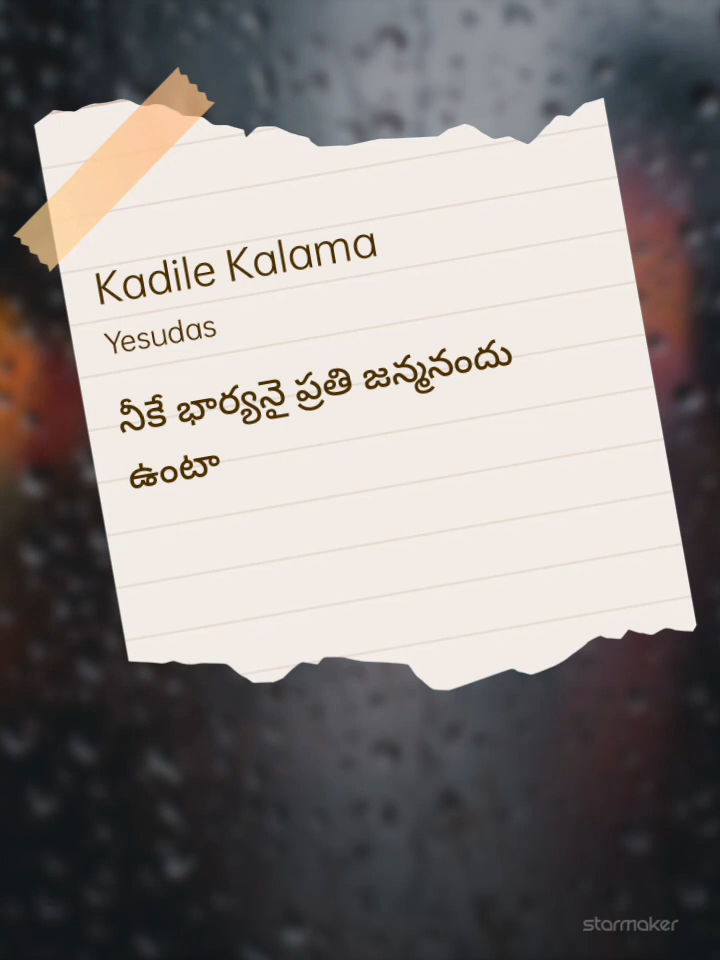 Kadile Kalama
Yesudas
నీకే భార్యనై ప్రతి జన్మనందు
ఉంటా
starmaker